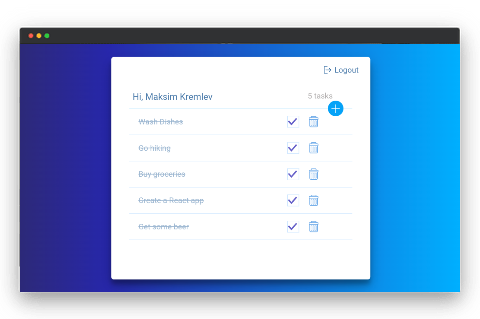 Logout
Hi, Maksim Kremlev
5 tasks
Wash Dishes
Go hiking
Buy groceries
Create a React app
Get some beer